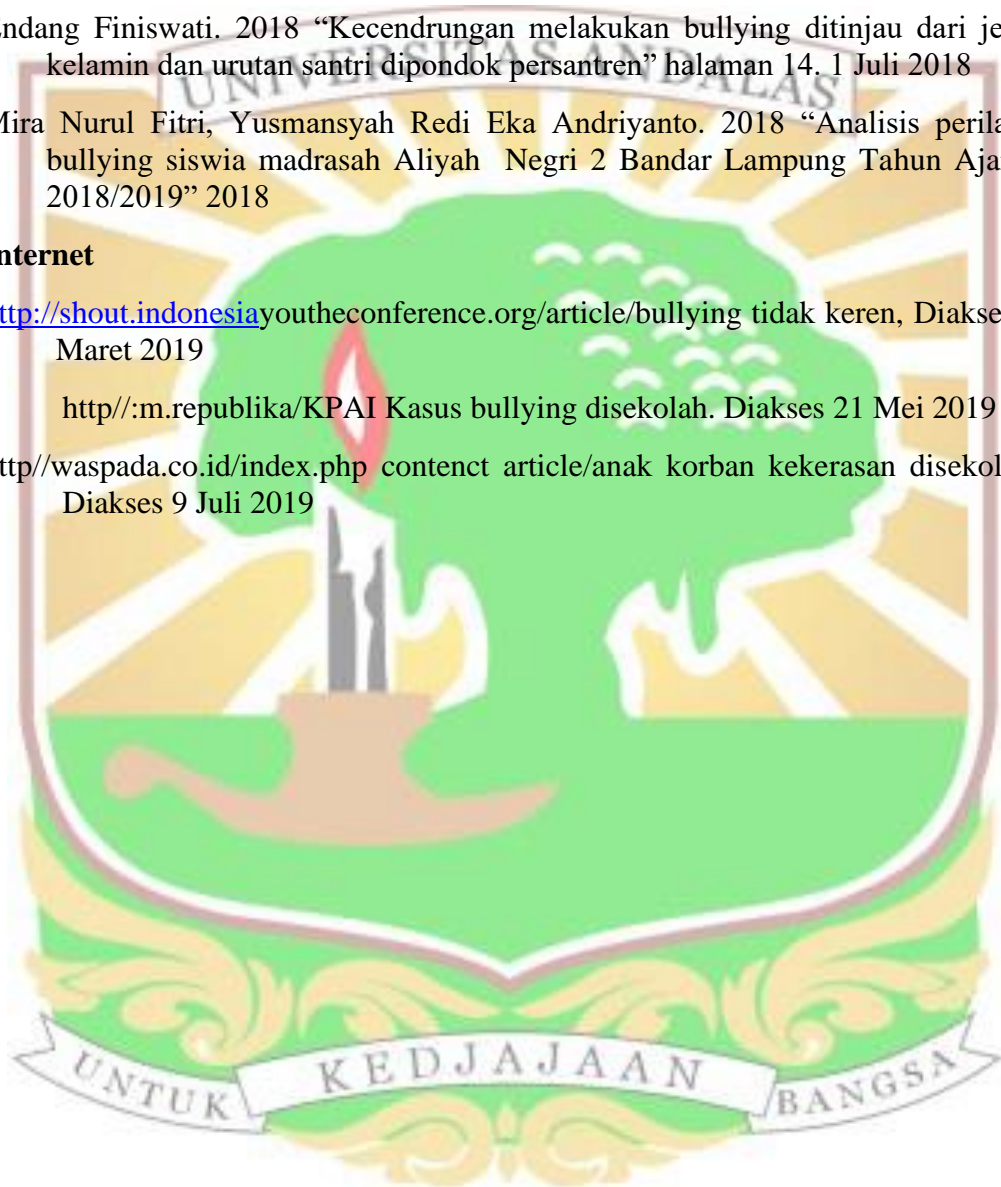 ndang Finiswati. 2018 “Kecendrungan melakukan bullying ditinjau dari je
kelamin dan urutan santri dipondok persantren” halaman 14. 1 Juli 2018
UNIVERSITAS ANDALAS
Mira Nurul Fitri, Yusmansyah Redi Eka Andriyanto. 2018 “Analisis perila
bullying siswia madrasah Aliyah Negri 2 Bandar Lampung Tahun Aja
2018/2019” 2018
nternet
ttp://shout.indonesiayoutheconference.org/article/bullying tidak keren, Diakse
Maret 2019
http//:m.republika/KPAI Kasus bullying disekolah. Diakses 21 Mei 2019
ttp//waspada.co.id/index.php contenct article/anak korban kekerasan disekol
Diakses 9 Juli 2019
UNTUK KEDJAJAAN BANGSA